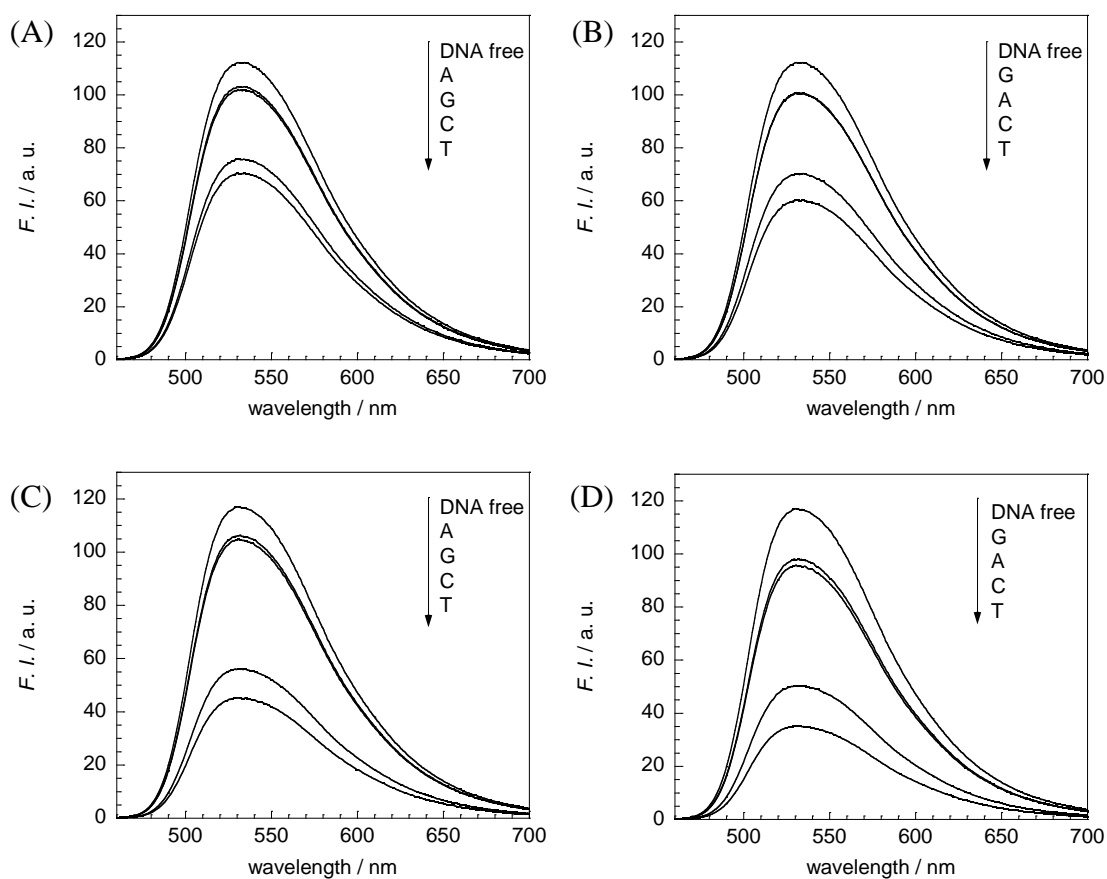 (A)
120
100
80
60
40
20
0
F. I. / a. u.
DNA free
A
G
C
T
500 550 600 650 700
wavelength / nm
(B)
120
100
80
60
40
20
0
F. I. / a. u.
DNA free
G
A
C
T
500 550 600 650 700
wavelength / nm
(C)
120
100
80
60
40
20
0
F. I. / a. u.
DNA free
A
G
C
T
500 550 600 650 700
wavelength / nm
(D)
120
100
80
60
40
20
0
F. I. / a. u.
DNA free
G
A
C
T
500 550 600 650 700
wavelength / nm